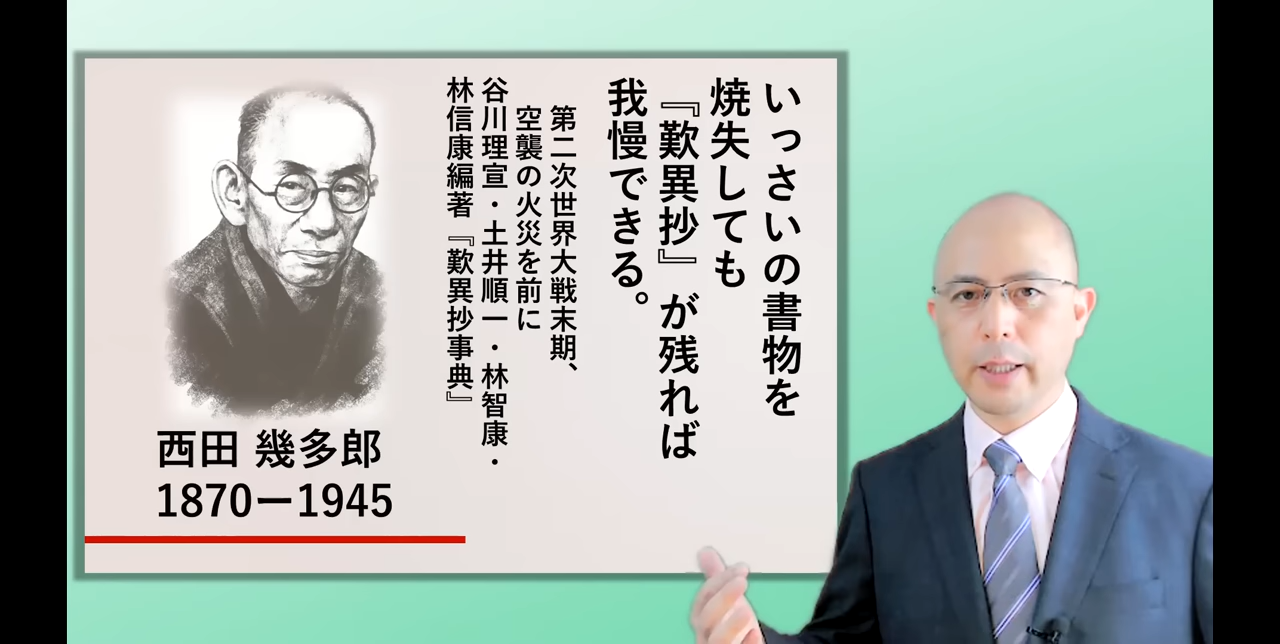 いっさいの書物を
焼失しても
『歎異抄』が残れば
我慢できる。
第二次世界大戦末期、
空襲の火災を前に
谷川理宣・土井順一・林智康・
林信康編著『歎異抄事典』
西田 幾多郎
1870ー1945